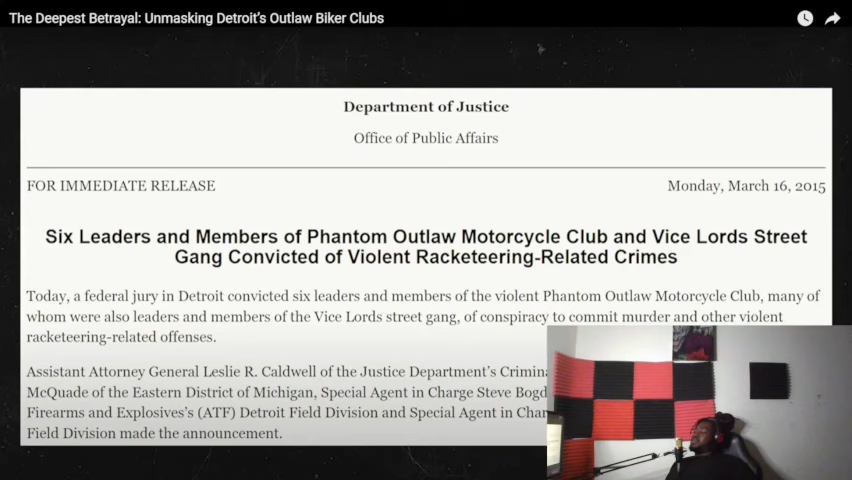 The Deepest Betrayal: Unmasking Detroit's Outlaw Biker Clubs
Department of Justice
Office of Public Affairs
FOR IMMEDIATE RELEASE Monday, March 16, 2015
Six Leaders and Members of Phantom Outlaw Motorcycle Club and Vice Lords Street
Gang Convicted of Violent Racketeering-Related Crimes
Today, a federal jury in Detroit convicted six leaders and members of the violent Phantom Outlaw Motorcycle Club, many of
whom were also leaders and members of the Vice Lords street gang, of conspiracy to commit murder and other violent
racketeering-related offenses.
Assistant Attorney General Leslie R. Caldwell of the Justice Department's
McQuade of the Eastern District of Michigan, Special Agent in Charge Steve
Firearms and Explosives's (ATF) Detroit Field Division and Special Agent in
Field Division made the announcement.